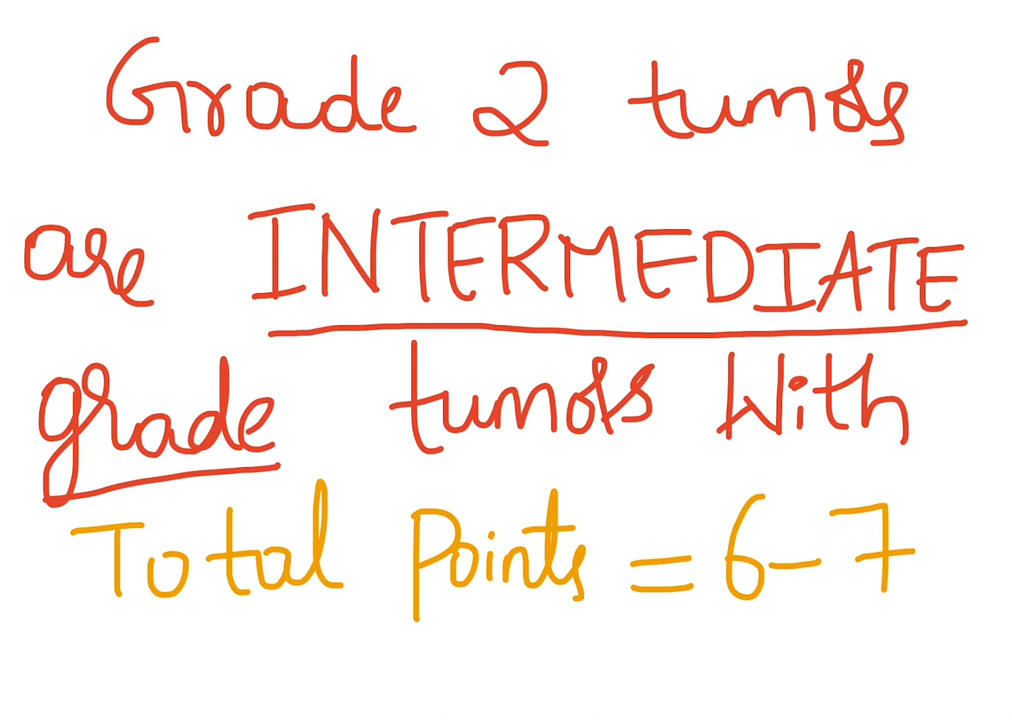 Grade 2 tumors
are INTERMEDIATE
grade tumors With
Total Points = 6-7